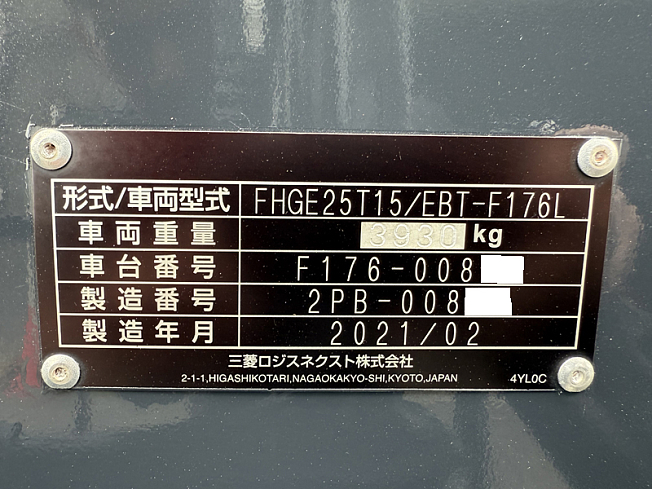 形式/車両型式 FHGE25T15/EBT-F176L
車両重量 3930 kg
車台番号 F176-008
製造番号 2PB-008
製造年月 2021/02
三菱ロジスネクスト株式会社
2-1-1,HIGASHIKOTARI,NAGAOKAKYO-SHI,KYOTO,JAPAN 4YL0C